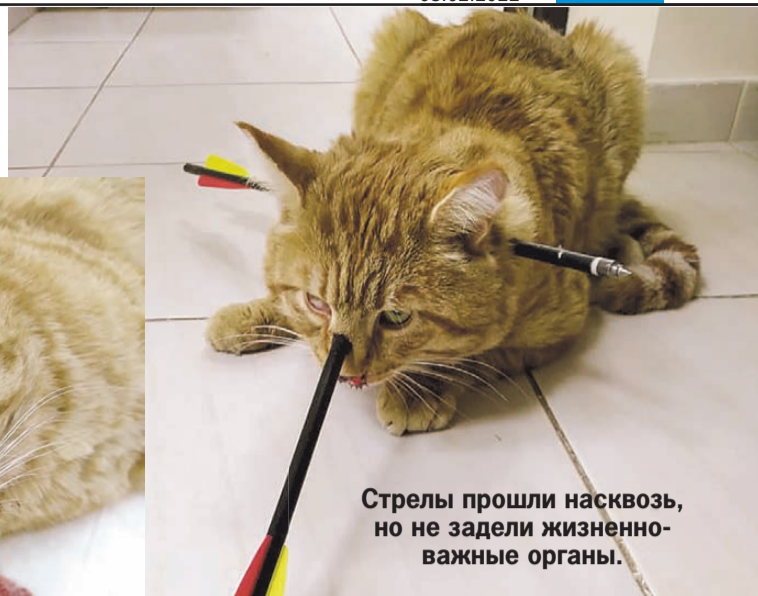 Стрелы прошли насквозь,
но не задели жизненно-
важные органы.